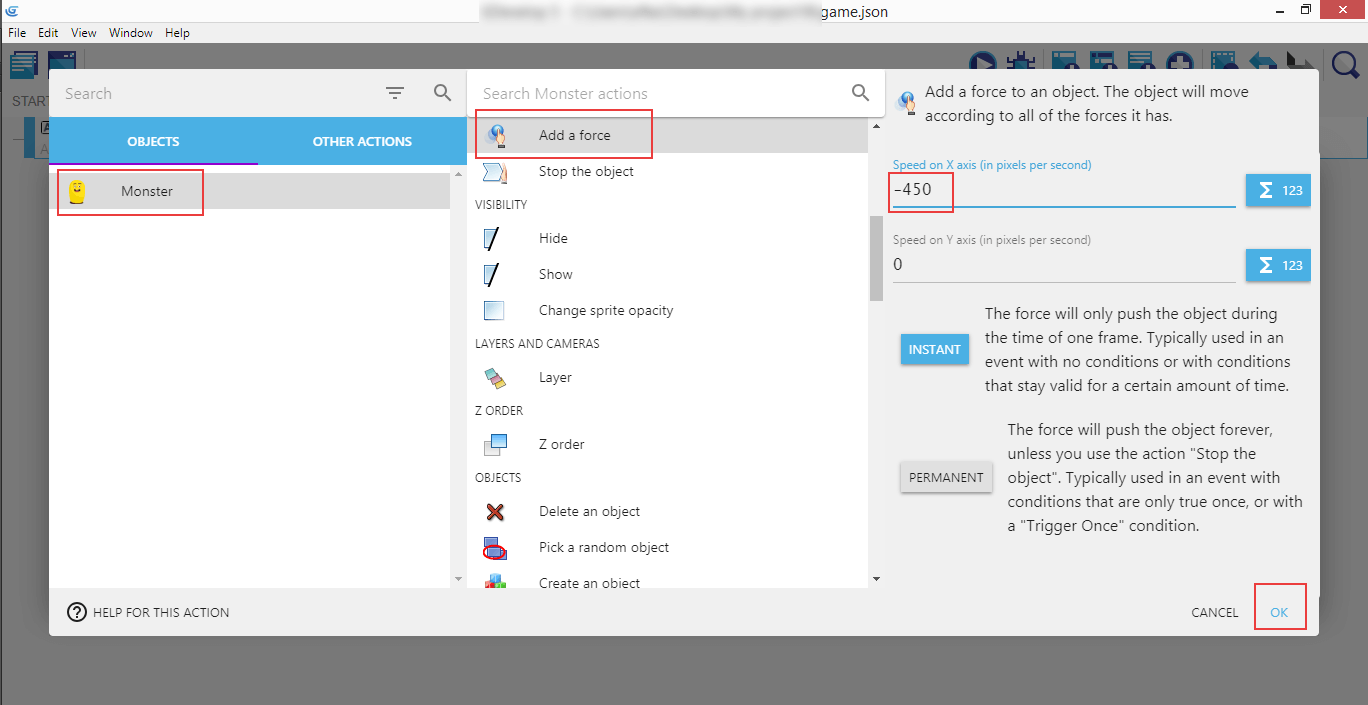 game.json
File Edit View Window Help
START
Search
OBJECTS
OTHER ACTIONS
Monster
Search Monster actions
Add a force
Stop the object
VISIBILITY
Hide
Show
Change sprite opacity
LAYERS AND CAMERAS
Layer
Z ORDER
Z order
OBJECTS
Delete an object
Pick a random object
Create an object
Add a force to an object. The object will move
according to all of the forces it has.
Speed on X axis (in pixels per second)
-450
Σ 123
Speed on Y axis (in pixels per second)
0
Σ 123
INSTANT
The force will only push the object during
the time of one frame. Typically used in an
event with no conditions or with conditions
that stay valid for a certain amount of time.
PERMANENT
The force will push the object forever,
unless you use the action "Stop the
object". Typically used in an event with
conditions that are only true once, or with
a "Trigger Once" condition.
? HELP FOR THIS ACTION
CANCEL
OK